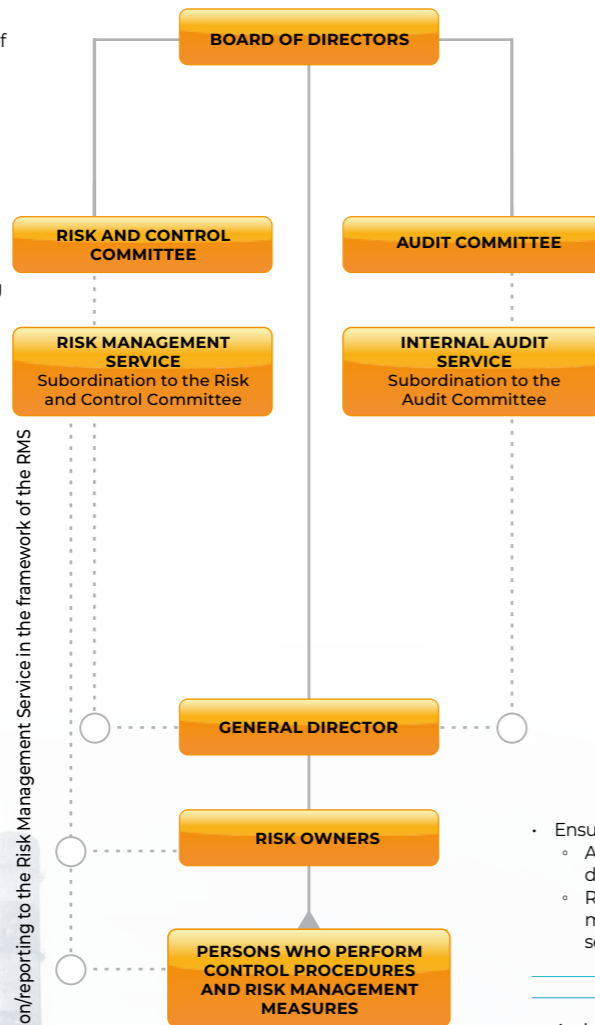 of
BOARD OF DIRECTORS
RISK AND CONTROL
COMMITTEE
AUDIT COMMITTEE
RISK MANAGEMENT
SERVICE
Subordination to the Risk
and Control Committee
INTERNAL AUDIT
SERVICE
Subordination to the
Audit Committee
on/reporting to the Risk Management Service in the framework of the RMS
GENERAL DIRECTOR
RISK OWNERS
PERSONS WHO PERFORM
CONTROL PROCEDURES
AND RISK MANAGEMENT
MEASURES
• Ensu
◦ A
d
◦ R
m